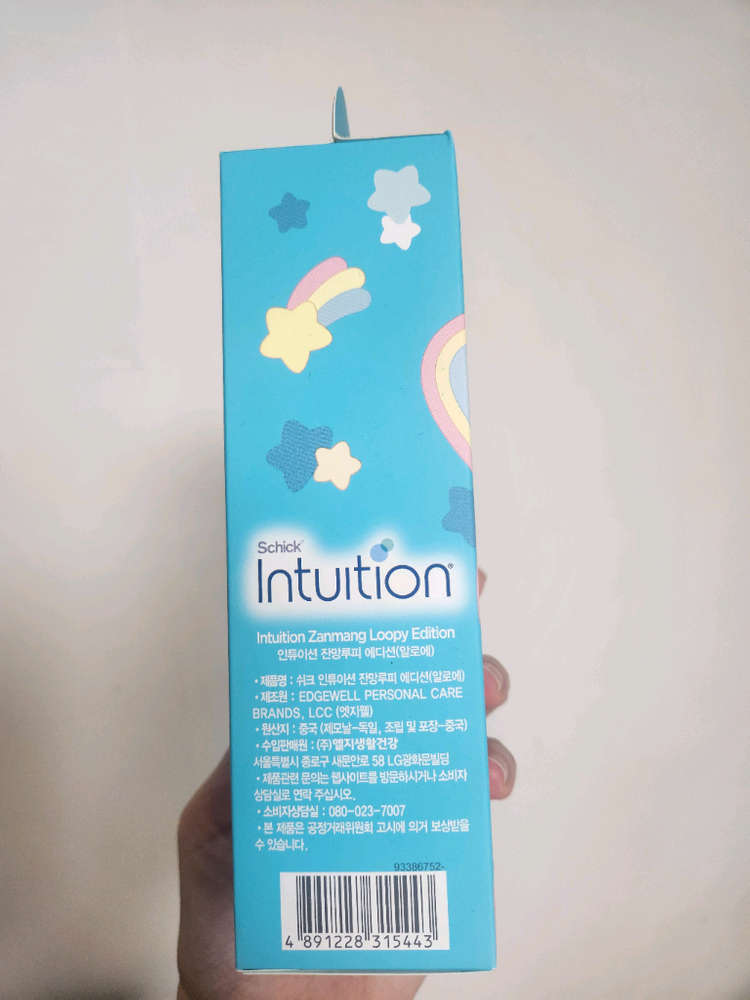 Schick
Intuition®
Intuition Zanmang Loopy Edition
인튜이션 잔망루피 에디션(알로에)
• 제품명 : 쉬크 인튜이션 잔망루피 에디션(알로에)
• 제조원 : EDGEWELL PERSONAL CARE
BRANDS, LCC (엣지웰)
• 원산지 : 중국 (제모날-독일, 조립 및 포장-중국)
• 수입판매원 : (주)엘지생활건강
서울특별시 종로구 새문안로 58 LG광화문빌딩
• 제품관련 문의는 웹사이트를 방문하시거나 소비자
상담실로 연락 주십시오.
• 소비자상담실 : 080-023-7007
• 본 제품은 공정거래위원회 고시에 의거 보상받을
수 있습니다.
93386752-
4 891228 315443